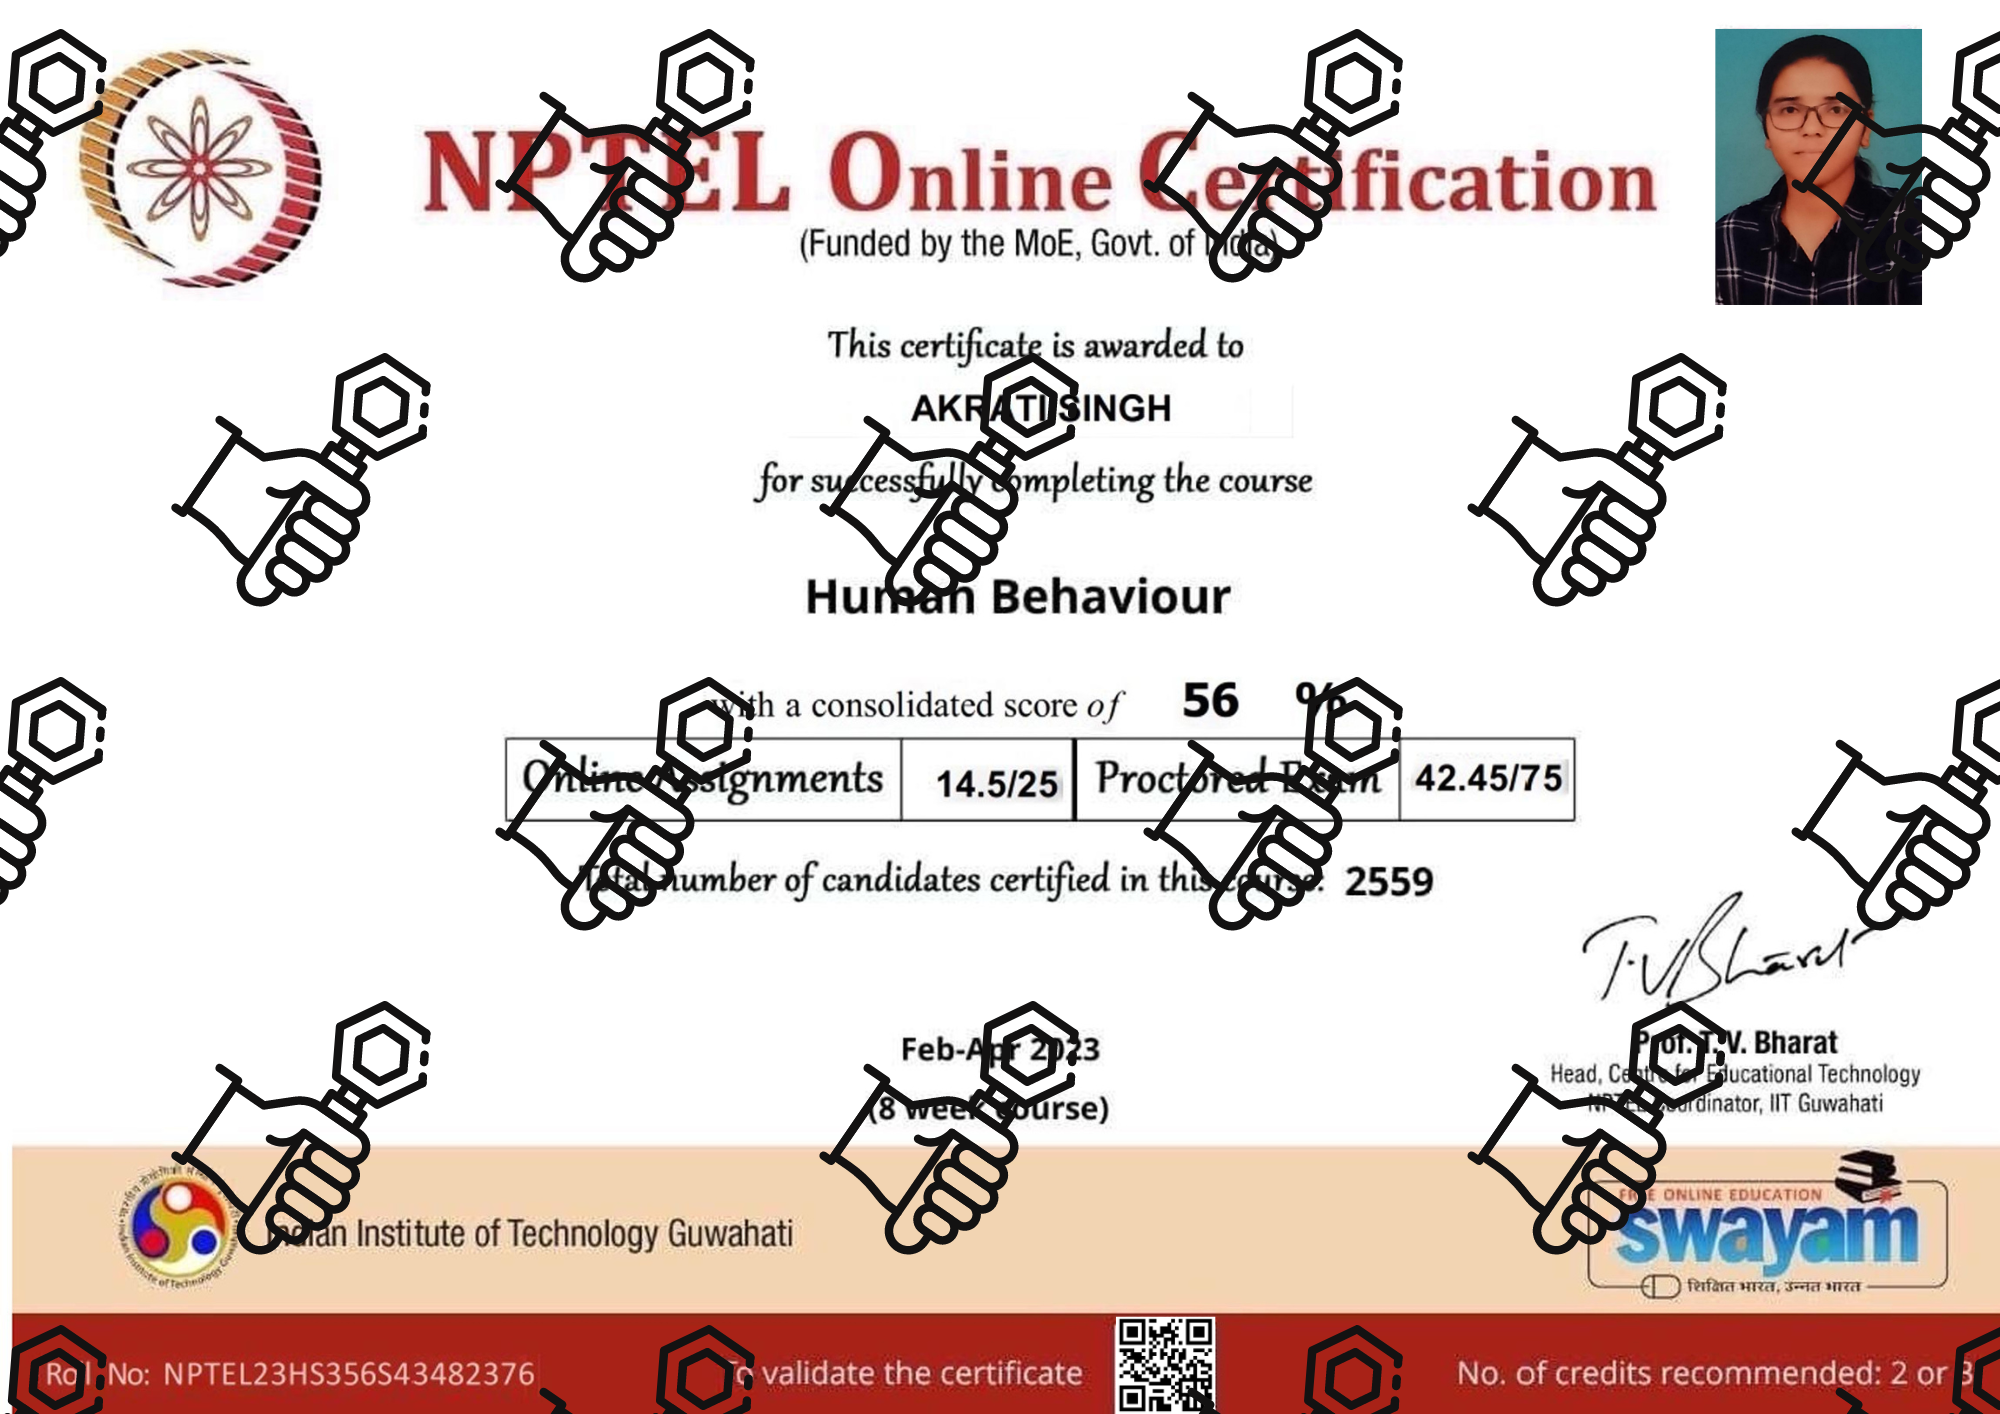 NPTEL Online Certification
(Funded by the MoE, Govt. of India)
This certificate is awarded to
AKRATI SINGH
for successfully completing the course
Human Behaviour
with a consolidated score of 56 %
Online Assignments 14.5/25 Proctored Exam 42.45/75
Total number of candidates certified in this course: 2559
Feb-Apr 2023
(8 week course)
Prof. T. V. Bharat
Head, Centre for Educational Technology
NPTEL Coordinator, IIT Guwahati
Indian Institute of Technology Guwahati
FREE ONLINE EDUCATION
swayam
शिक्षित भारत, उन्नत भारत
Roll No: NPTEL23HS356S43482376
To validate the certificate
No. of credits recommended: 2 or 3